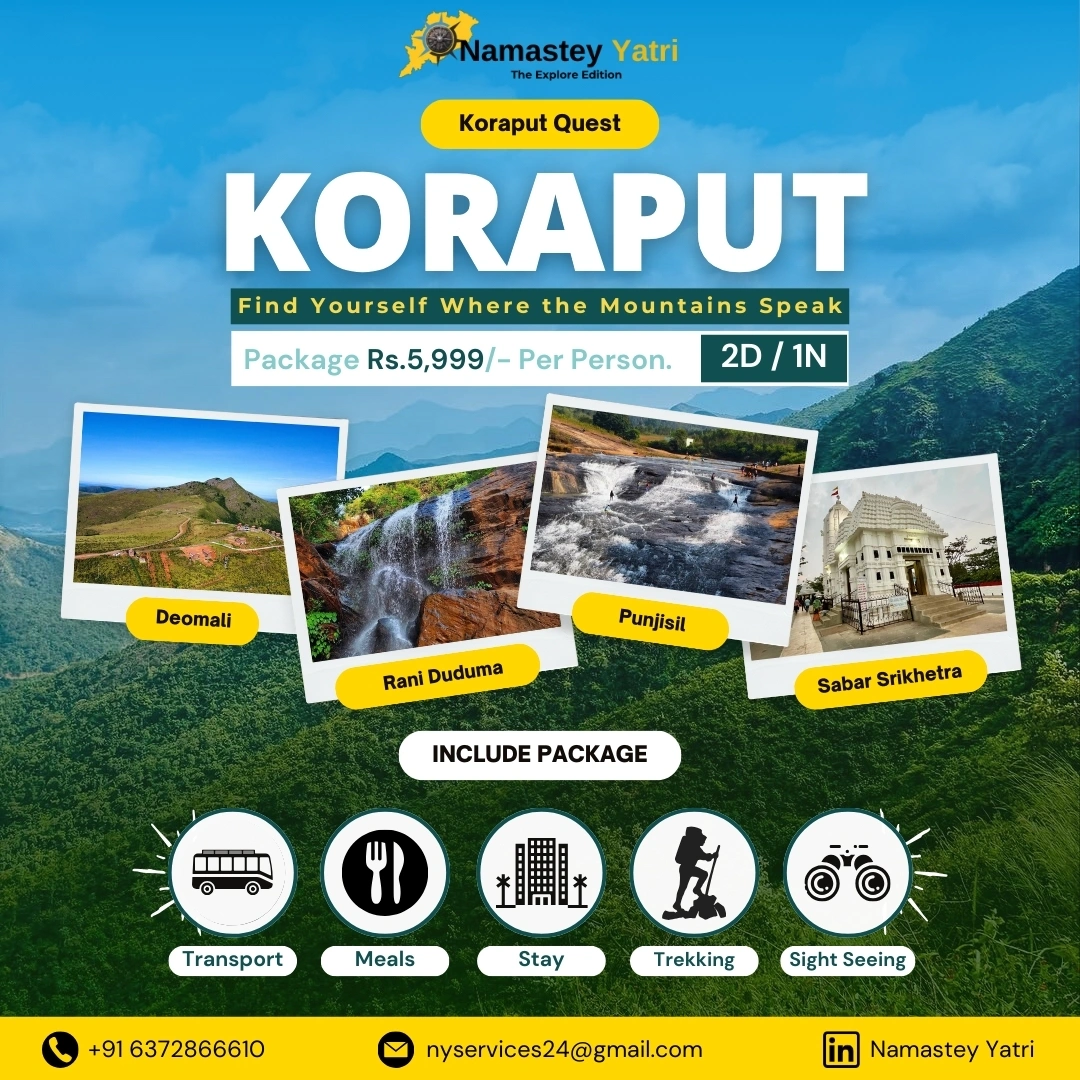 Namastey Yatri
The Explore Edition
Koraput Quest
KORAPUT
Find Yourself Where the Mountains Speak
Package Rs.5,999/- Per Person.
2D / 1N
Deomali
Rani Duduma
Punjisil
Sabar Srikhetra
INCLUDE PACKAGE
Transport
Meals
Stay
Trekking
Sight Seeing
+91 6372866610
nyservices24@gmail.com
in
Namastey Yatri